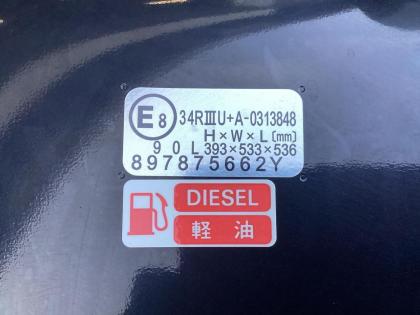 E8 34RⅢU+A-0313848
H×W×L〔mm〕
90L 393×533×536
897875662Y
DIESEL
軽油